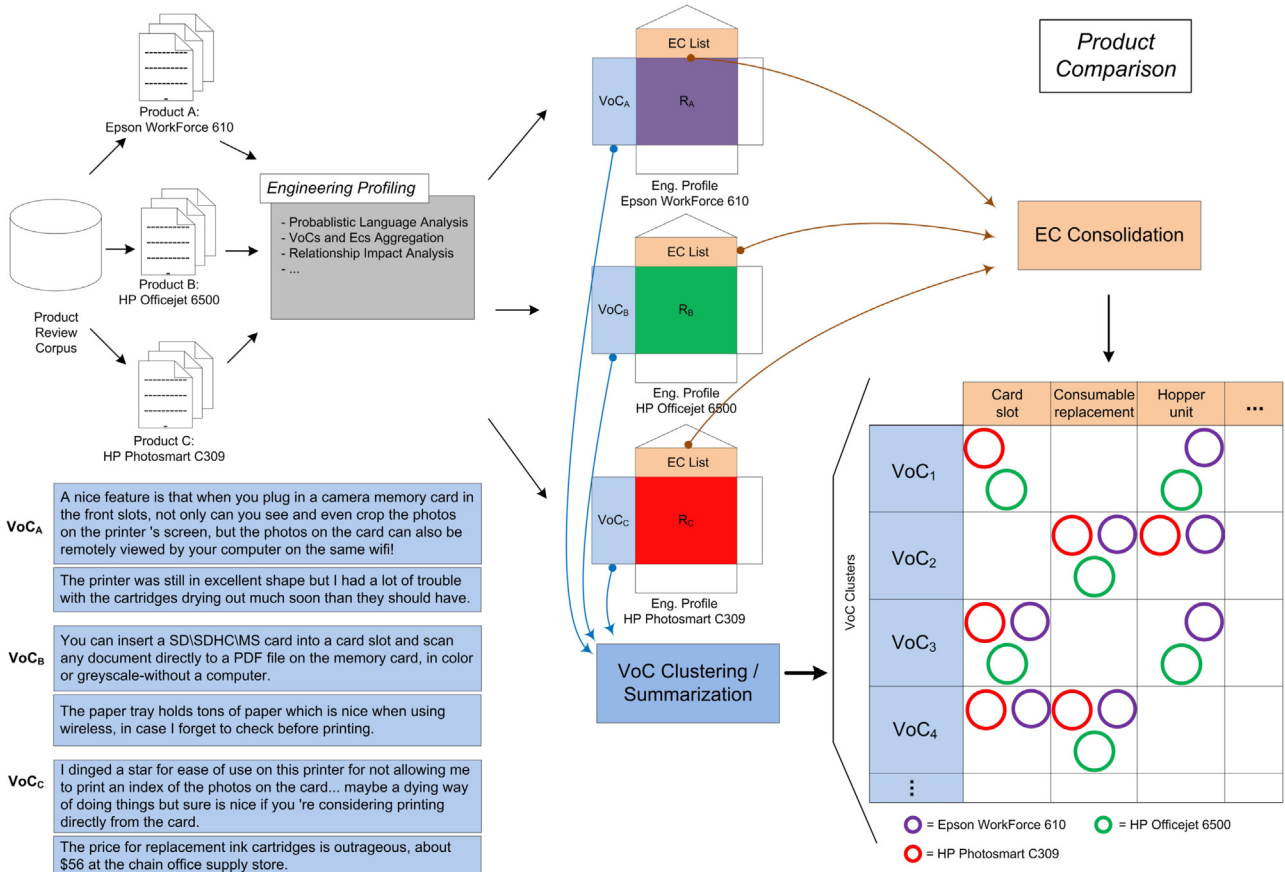 Product A:
Epson WorkForce 610
Product B:
HP Officejet 6500
Product
Review
Corpus
Product C:
HP Photosmart C309
Engineering Profiling
- Probablistic Language Analysis
- VoCs and Ecs Aggregation
- Relationship Impact Analysis
- ...
EC List
VoCA
RA
Eng. Profile
Epson WorkForce 610
EC List
VoCB
RB
Eng. Profile
HP Officejet 6500
EC List
VoCC
RC
Eng. Profile
HP Photosmart C309
Product
Comparison
EC Consolidation
VoC Clustering /
Summarization
VoCA
A nice feature is that when you plug in a camera memory card in
the front slots, not only can you see and even crop the photos
on the printer 's screen, but the photos on the card can also be
remotely viewed by your computer on the same wifi!
The printer was still in excellent shape but I had a lot of trouble
with the cartridges drying out much soon than they should have.
VoCB
You can insert a SD\SDHC\MS card into a card slot and scan
any document directly to a PDF file on the memory card, in color
or greyscale-without a computer.
The paper tray holds tons of paper which is nice when using
wireless, in case I forget to check before printing.
VoCC
I dinged a star for ease of use on this printer for not allowing me
to print an index of the photos on the card... maybe a dying way
of doing things but sure is nice if you 're considering printing
directly from the card.
The price for replacement ink cartridges is outrageous, about
$56 at the chain office supply store.
VoC Clusters
Card
slot
Consumable
replacement
Hopper
unit
...
VoC1
VoC2
VoC3
VoC4
⋮
= Epson WorkForce 610
= HP Officejet 6500
= HP Photosmart C309